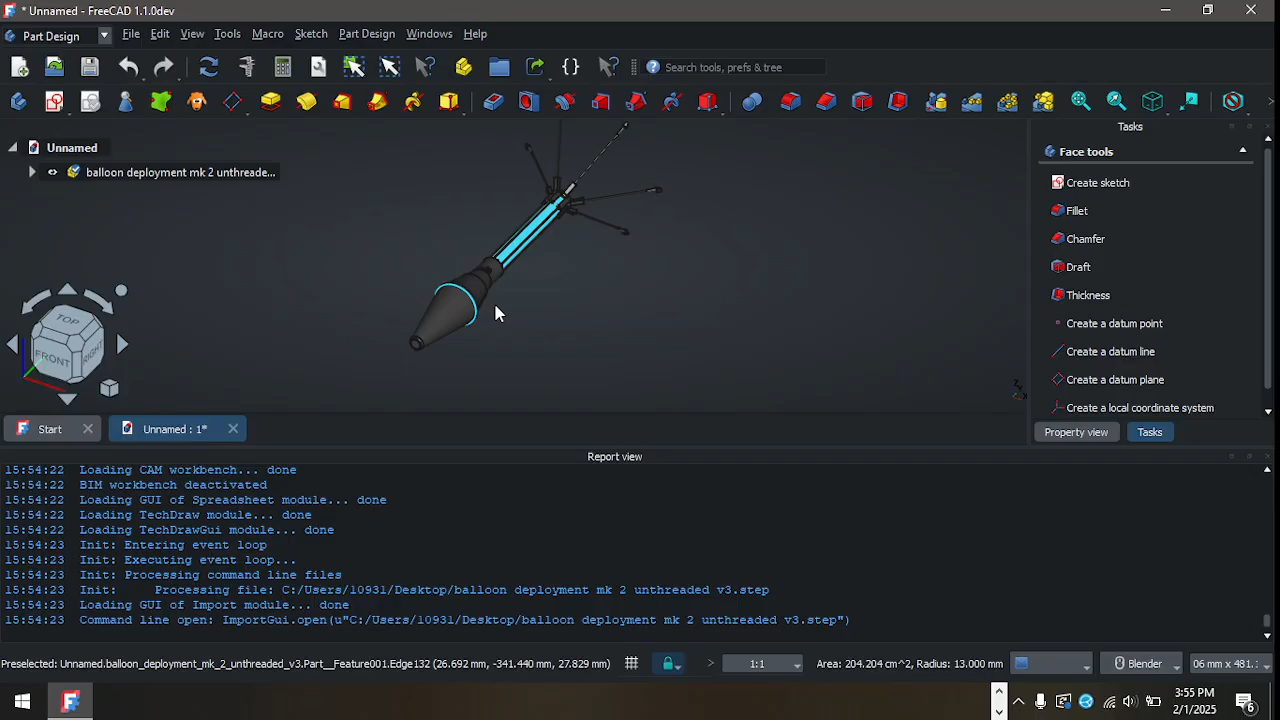 * Unnamed - FreeCAD 1.1.0dev
Part Design File Edit View Tools Macro Sketch Part Design Windows Help
Search tools, prefs & tree
Unnamed
balloon deployment mk 2 unthreade...
TOP
FRONT
RIGHT
Z
Tasks
Face tools
Create sketch
Fillet
Chamfer
Draft
Thickness
Create a datum point
Create a datum line
Create a datum plane
Create a local coordinate system
Property view Tasks
Start Unnamed : 1*
Report view
15:54:22 Loading CAM workbench... done
15:54:22 BIM workbench deactivated
15:54:22 Loading GUI of Spreadsheet module... done
15:54:22 Loading TechDraw module... done
15:54:22 Loading TechDrawGui module... done
15:54:23 Init: Entering event loop
15:54:23 Init: Executing event loop...
15:54:23 Init: Processing command line files
15:54:23 Init: Processing file: C:/Users/10931/Desktop/balloon deployment mk 2 unthreaded v3.step
15:54:23 Loading GUI of Import module... done
15:54:23 Command line open: ImportGui.open(u"C:/Users/10931/Desktop/balloon deployment mk 2 unthreaded v3.step")
Preselected: Unnamed.balloon_deployment_mk_2_unthreaded_v3.Part__Feature001.Edge132 (26.692 mm, -341.440 mm, 27.829 mm) > 1:1 Area: 204.204 cm^2, Radius: 13.000 mm Blender 06 mm x 481.:
3:55 PM
2/1/2025
6